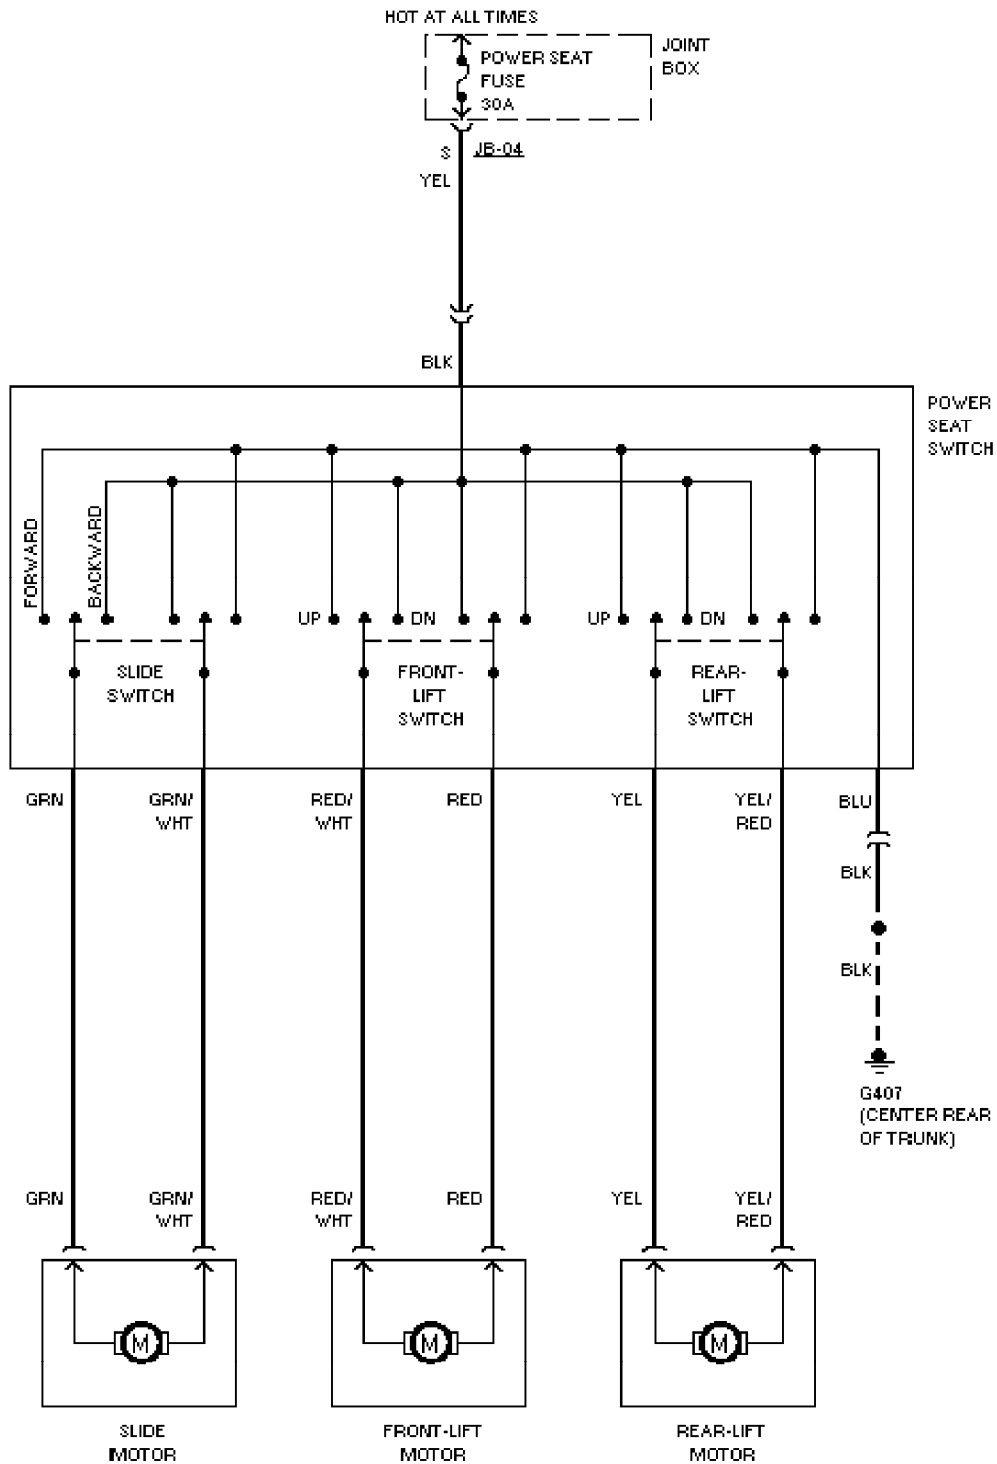 HOT AT ALL TIMES
POWER SEAT
FUSE
30A
JOINT
BOX
S
JB-04
YEL
BLK
POWER
SEAT
SWITCH
FORWARD
BACKWARD
UP
DN
UP
DN
SLIDE
SWITCH
FRONT-
LIFT
SWITCH
REAR-
LIFT
SWITCH
GRN
GRN/
WHT
RED/
WHT
RED
YEL
YEL/
RED
BLU
BLK
BLK
G407
(CENTER REAR
OF TRUNK)
GRN
GRN/
WHT
RED/
WHT
RED
YEL
YEL/
RED
M
M
M
SLIDE
MOTOR
FRONT-LIFT
MOTOR
REAR-LIFT
MOTOR